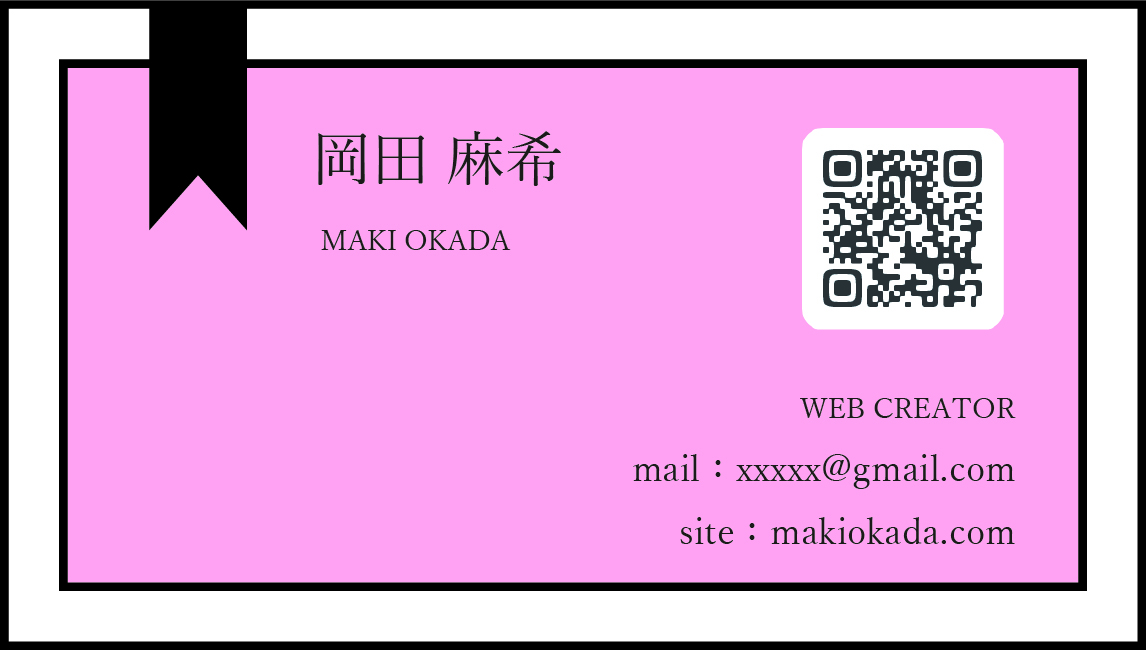 岡田 麻希
MAKI OKADA
WEB CREATOR
mail：xxxxx@gmail.com
site：makiokada.com